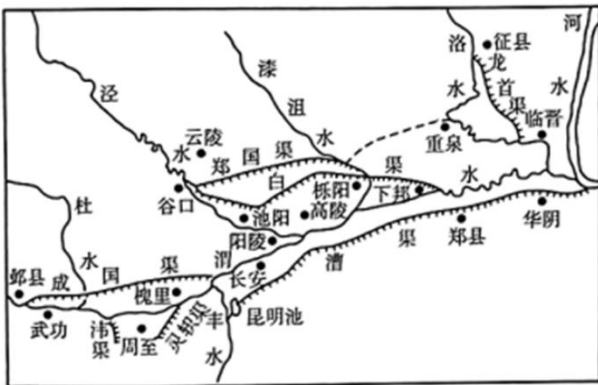 征县
河水
洛水
龙首渠
临晋
漆沮水
泾水
云陵
重泉
郑国渠
白渠
栎阳
下邦
谷口
池阳
高陵
阳陵
渭水
华阴
郑县
漕渠
杜水
长安
成国渠
郿县
槐里
昆明池
武功
湋渠
周至
灵轵渠
丰水